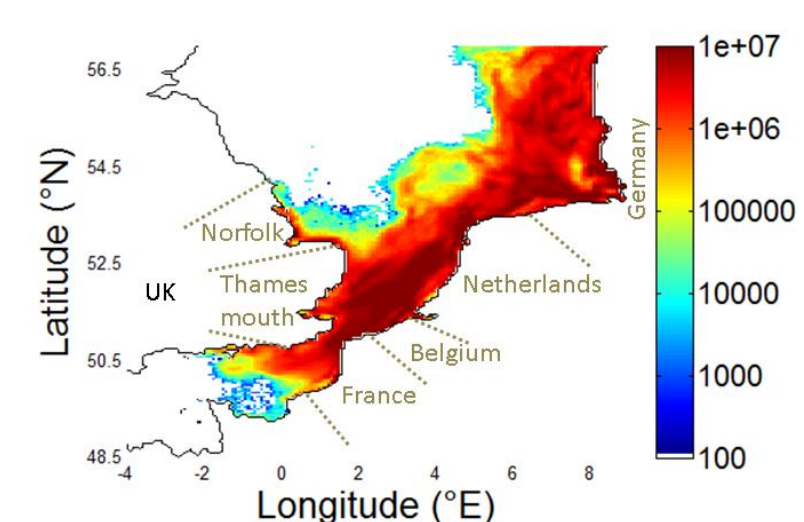 56.5
54.5
52.5
50.5
48.5
Latitude (°N)
-4 -2 0 2 4 6 8
Longitude (°E)
UK
Norfolk
Thames
mouth
Netherlands
Belgium
France
Germany
1e+07
1e+06
100000
10000
1000
100